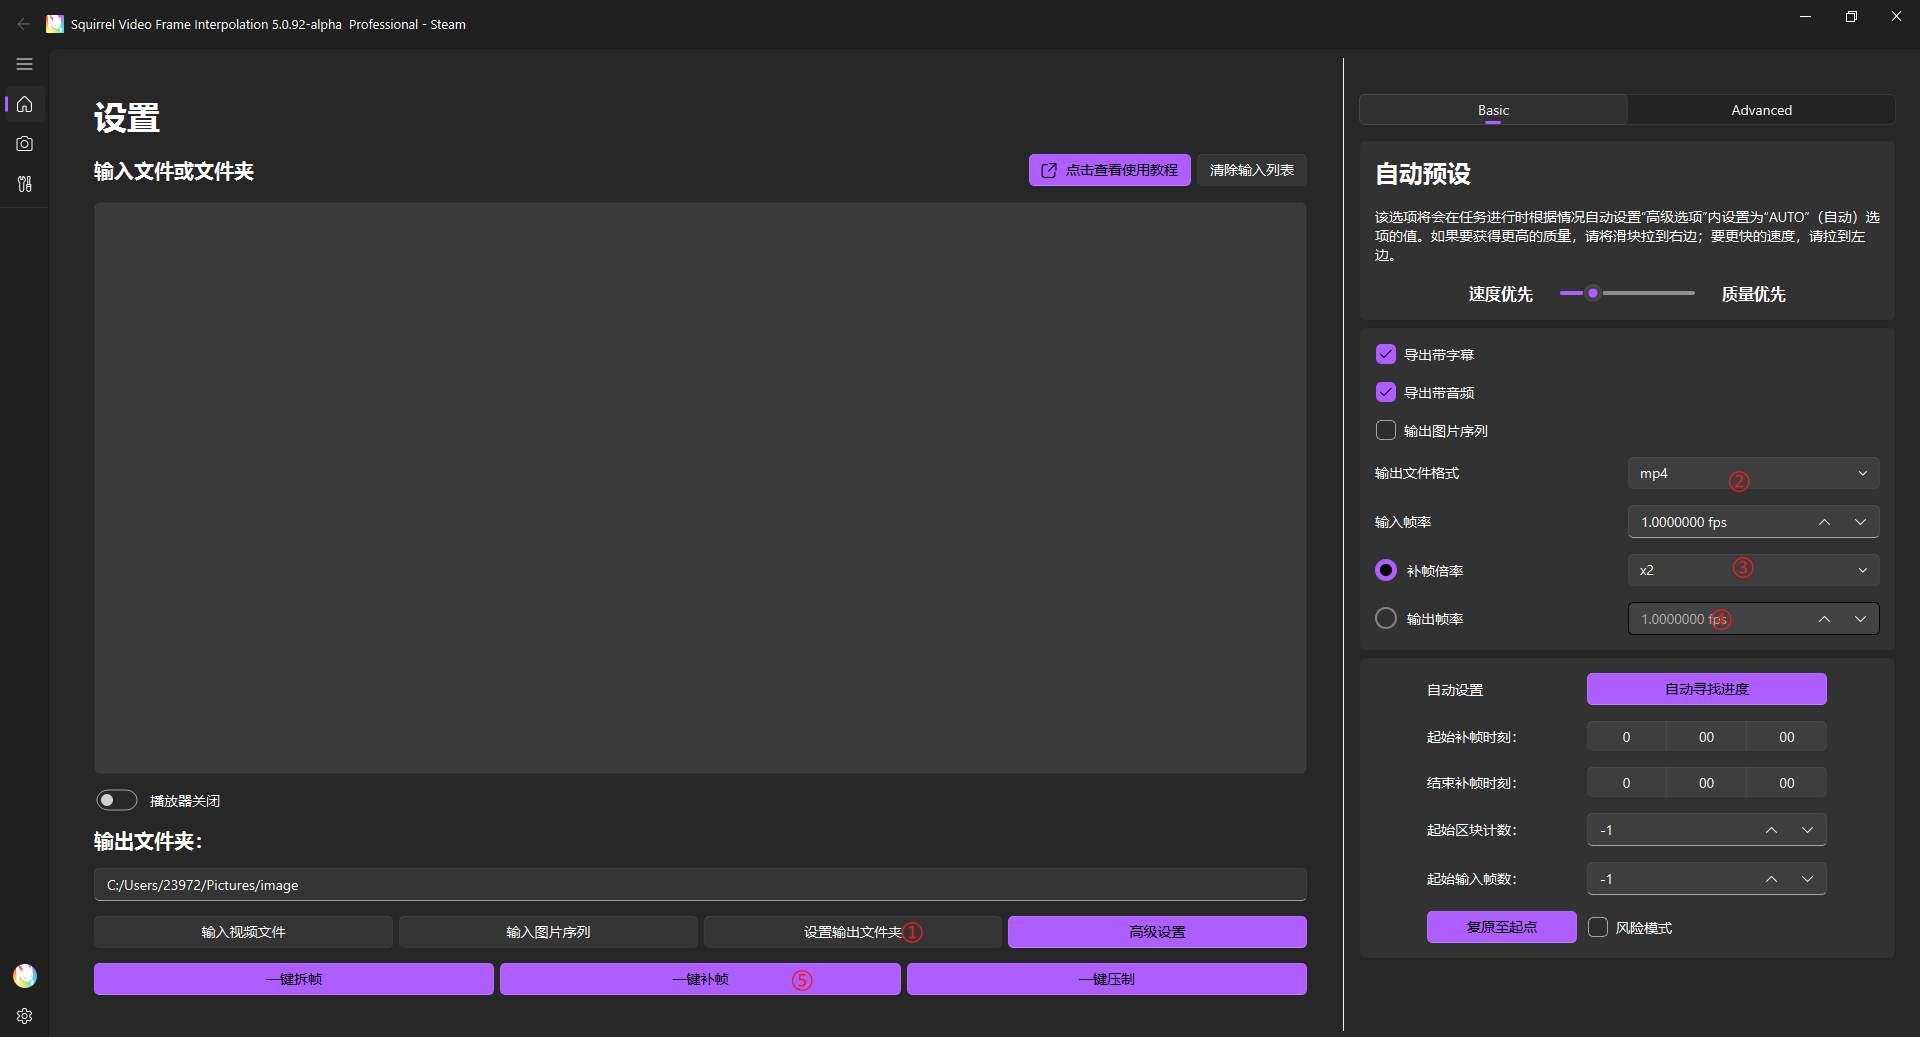 Squirrel Video Frame Interpolation 5.0.92-alpha  Professional - Steam
设置
输入文件或文件夹
点击查看使用教程
清除输入列表
播放器关闭
输出文件夹：
C:/Users/23972/Pictures/image
输入视频文件
输入图片序列
设置输出文件夹①
高级设置
一键拆帧
一键补帧 ⑤
一键压制
Basic
Advanced
自动预设
该选项将会在任务进行时根据情况自动设置“高级选项”内设置为“AUTO”（自动）选
项的值。如果要获得更高的质量，请将滑块拉到右边；要更快的速度，请拉到左
边。
速度优先
质量优先
导出带字幕
导出带音频
输出图片序列
输出文件格式
mp4 ②
输入帧率
1.0000000 fps
补帧倍率
x2 ③
输出帧率
1.0000000 fps ④
自动设置
自动寻找进度
起始补帧时刻：
0 00 00
结束补帧时刻：
0 00 00
起始区块计数：
-1
起始输入帧数：
-1
复原至起点
风险模式